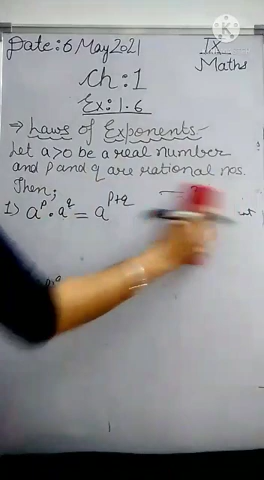 Date: 6 May 2021
IX
Maths
Ch: 1
Ex: 1.6
⇒ Laws of Exponents-
Let a>0 be a real number
and p and q are rational nos.
Then;
1) a^p . a^q = a^(p+q)